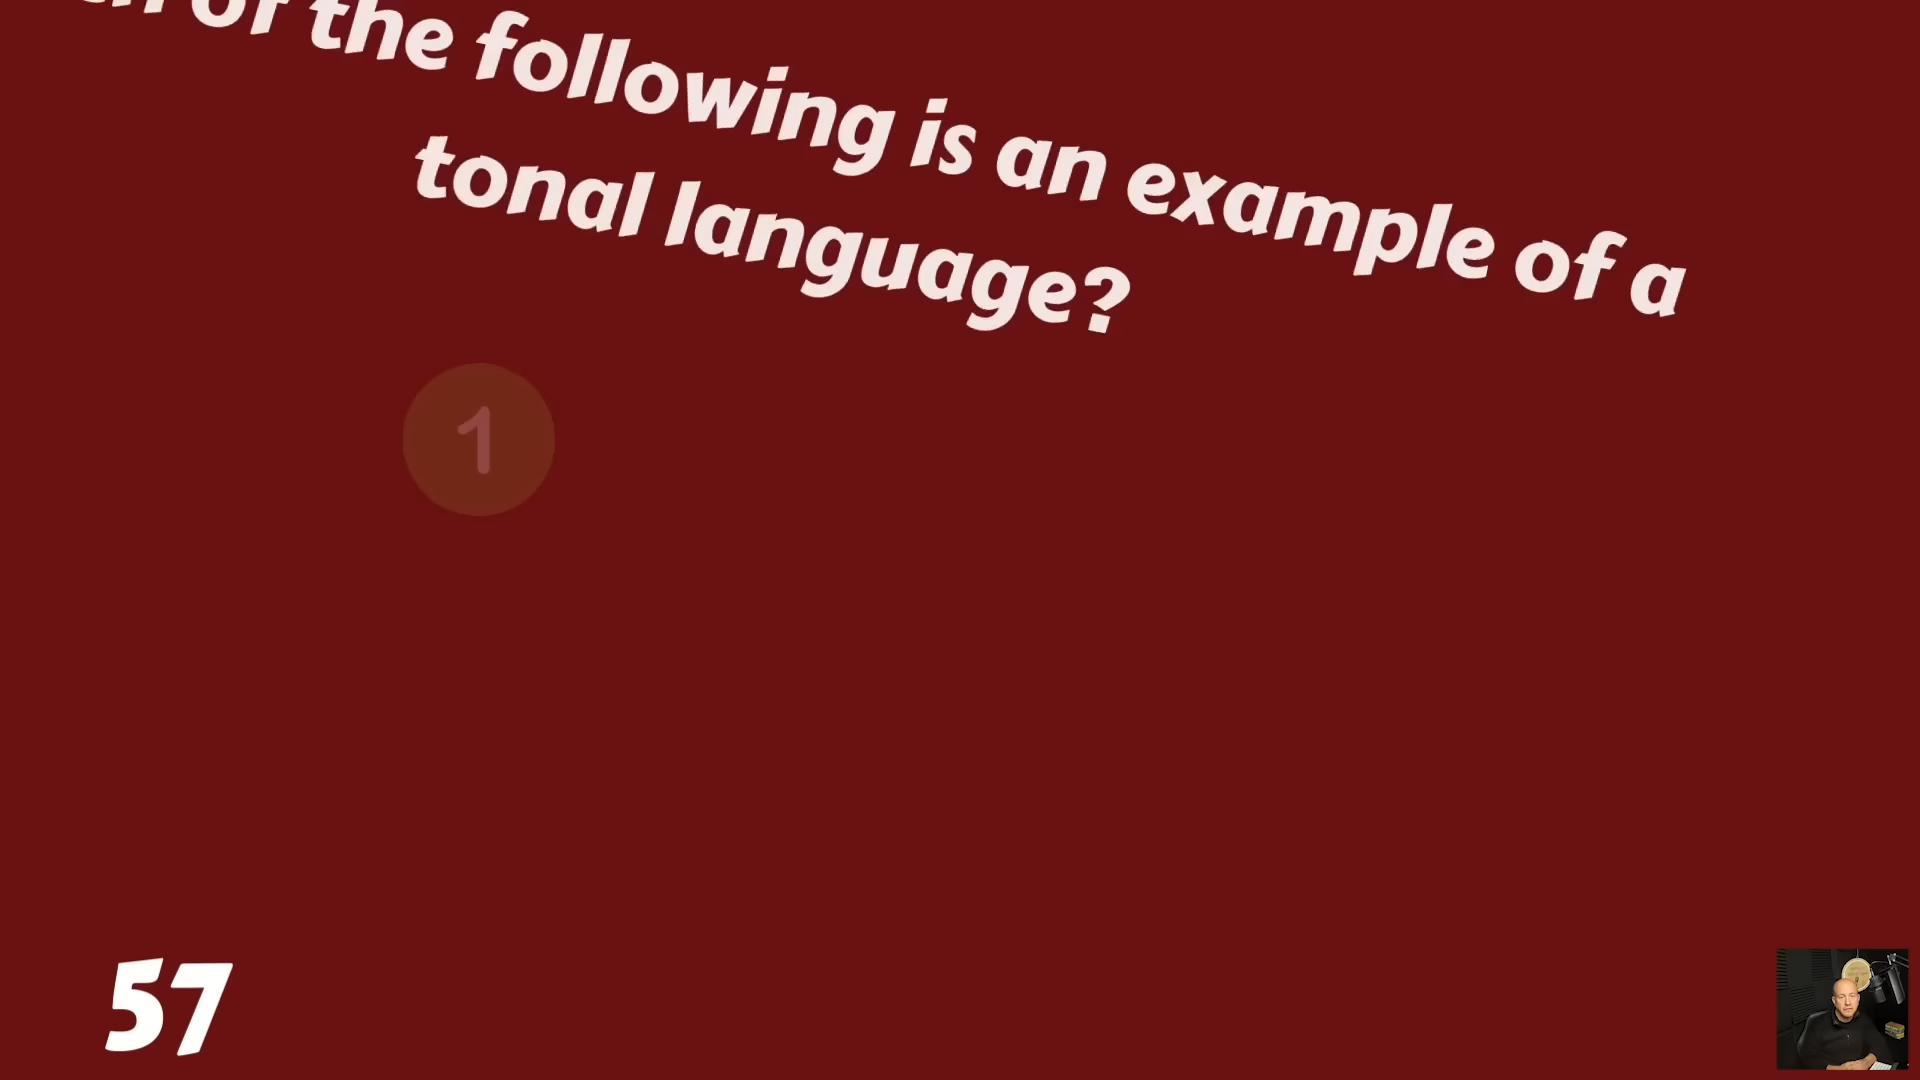 of the following is an example of a
tonal language?
1
57